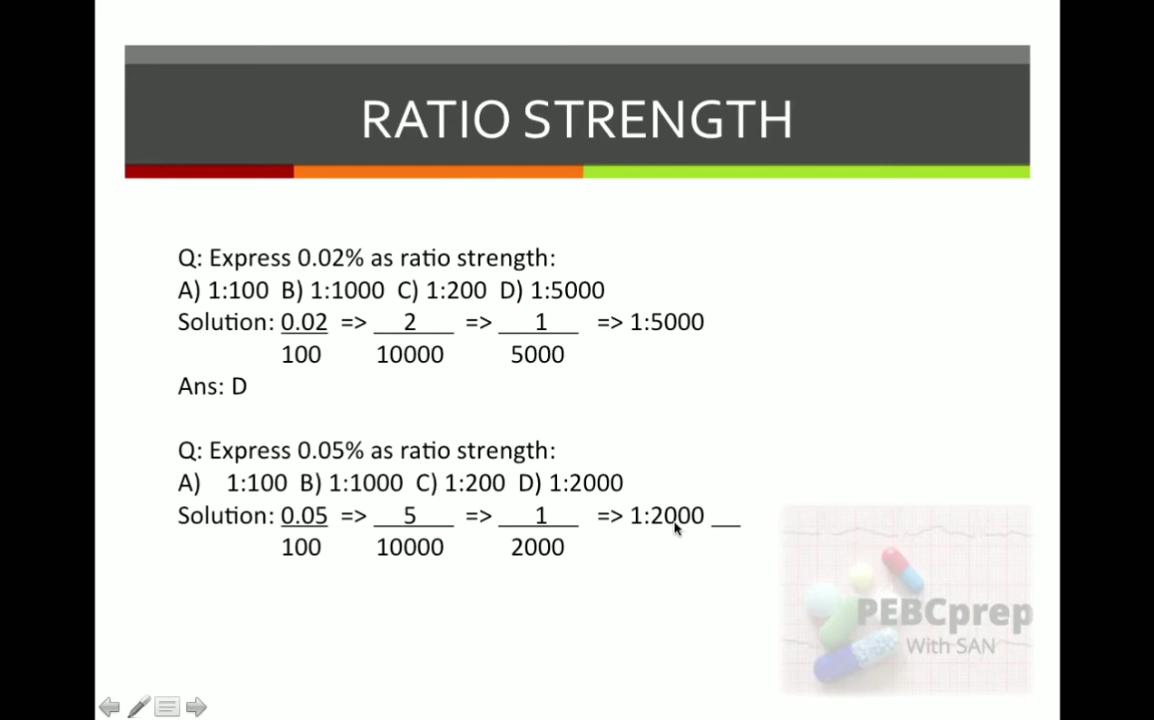 RATIO STRENGTH
Q: Express 0.02% as ratio strength:
A) 1:100 B) 1:1000 C) 1:200 D) 1:5000
Solution: 0.02 => 2 => 1 => 1:5000
100 10000 5000
Ans: D
Q: Express 0.05% as ratio strength:
A) 1:100 B) 1:1000 C) 1:200 D) 1:2000
Solution: 0.05 => 5 => 1 => 1:2000 __
100 10000 2000
PEBCprep
With SAN